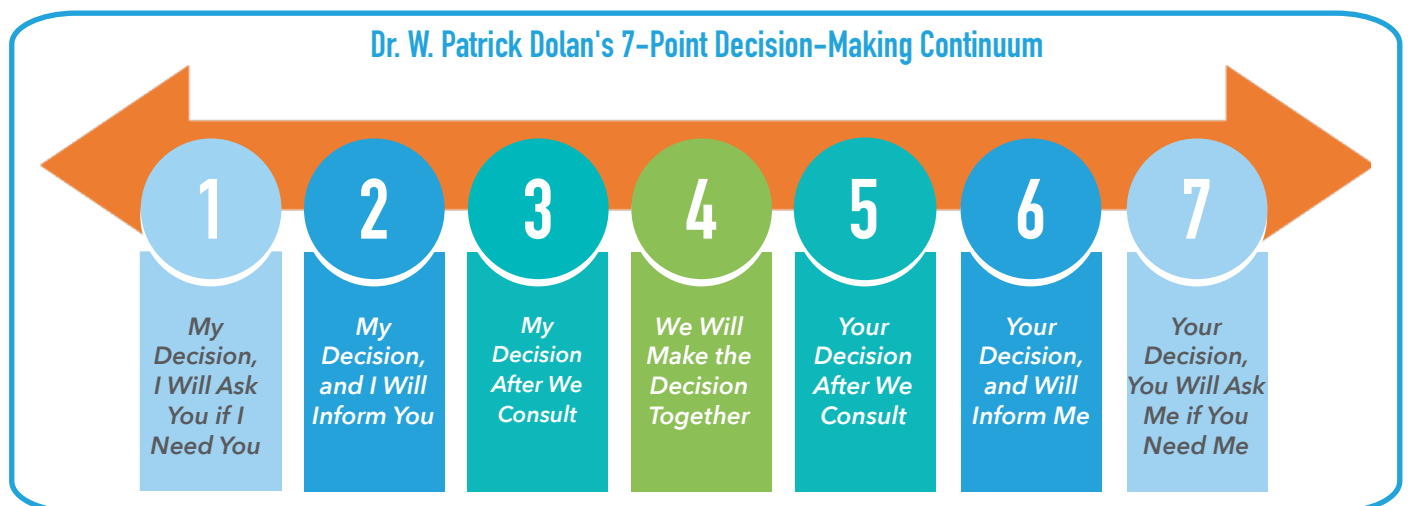 Dr. W. Patrick Dolan's 7-Point Decision-Making Continuum
1
My
Decision,
I Will Ask
You if I
Need You
2
My
Decision,
and I Will
Inform You
3
My
Decision
After We
Consult
4
We Will
Make the
Decision
Together
5
Your
Decision
After We
Consult
6
Your
Decision,
and Will
Inform Me
7
Your
Decision,
You Will Ask
Me if You
Need Me